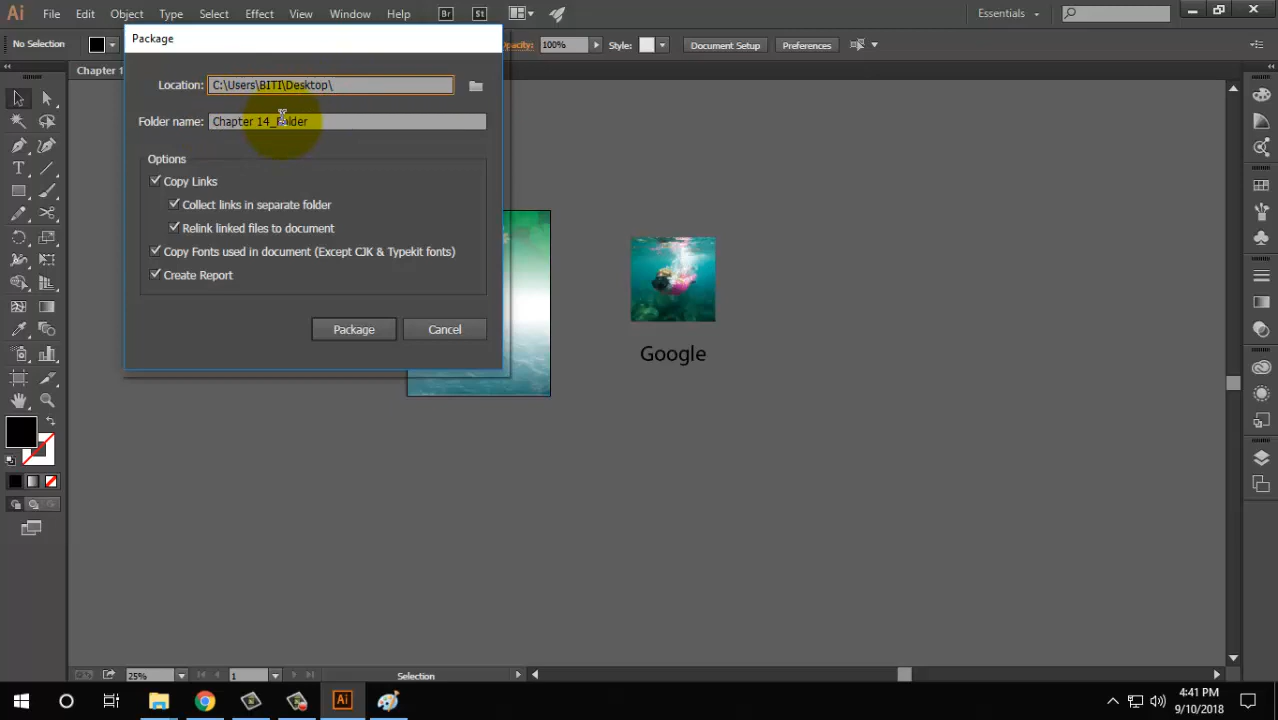 Ai File Edit Object Type Select Effect View Window Help Br St Essentials
No Selection Opacity: 100% Style: Document Setup Preferences
Package
Chapter 1
Location: C:\Users\BITI\Desktop\
Folder name: Chapter 14_Folder
Options
Copy Links
Collect links in separate folder
Relink linked files to document
Copy Fonts used in document (Except CJK & Typekit fonts)
Create Report
Package Cancel
Google
25% 1 Selection
Ai
4:41 PM
9/10/2018